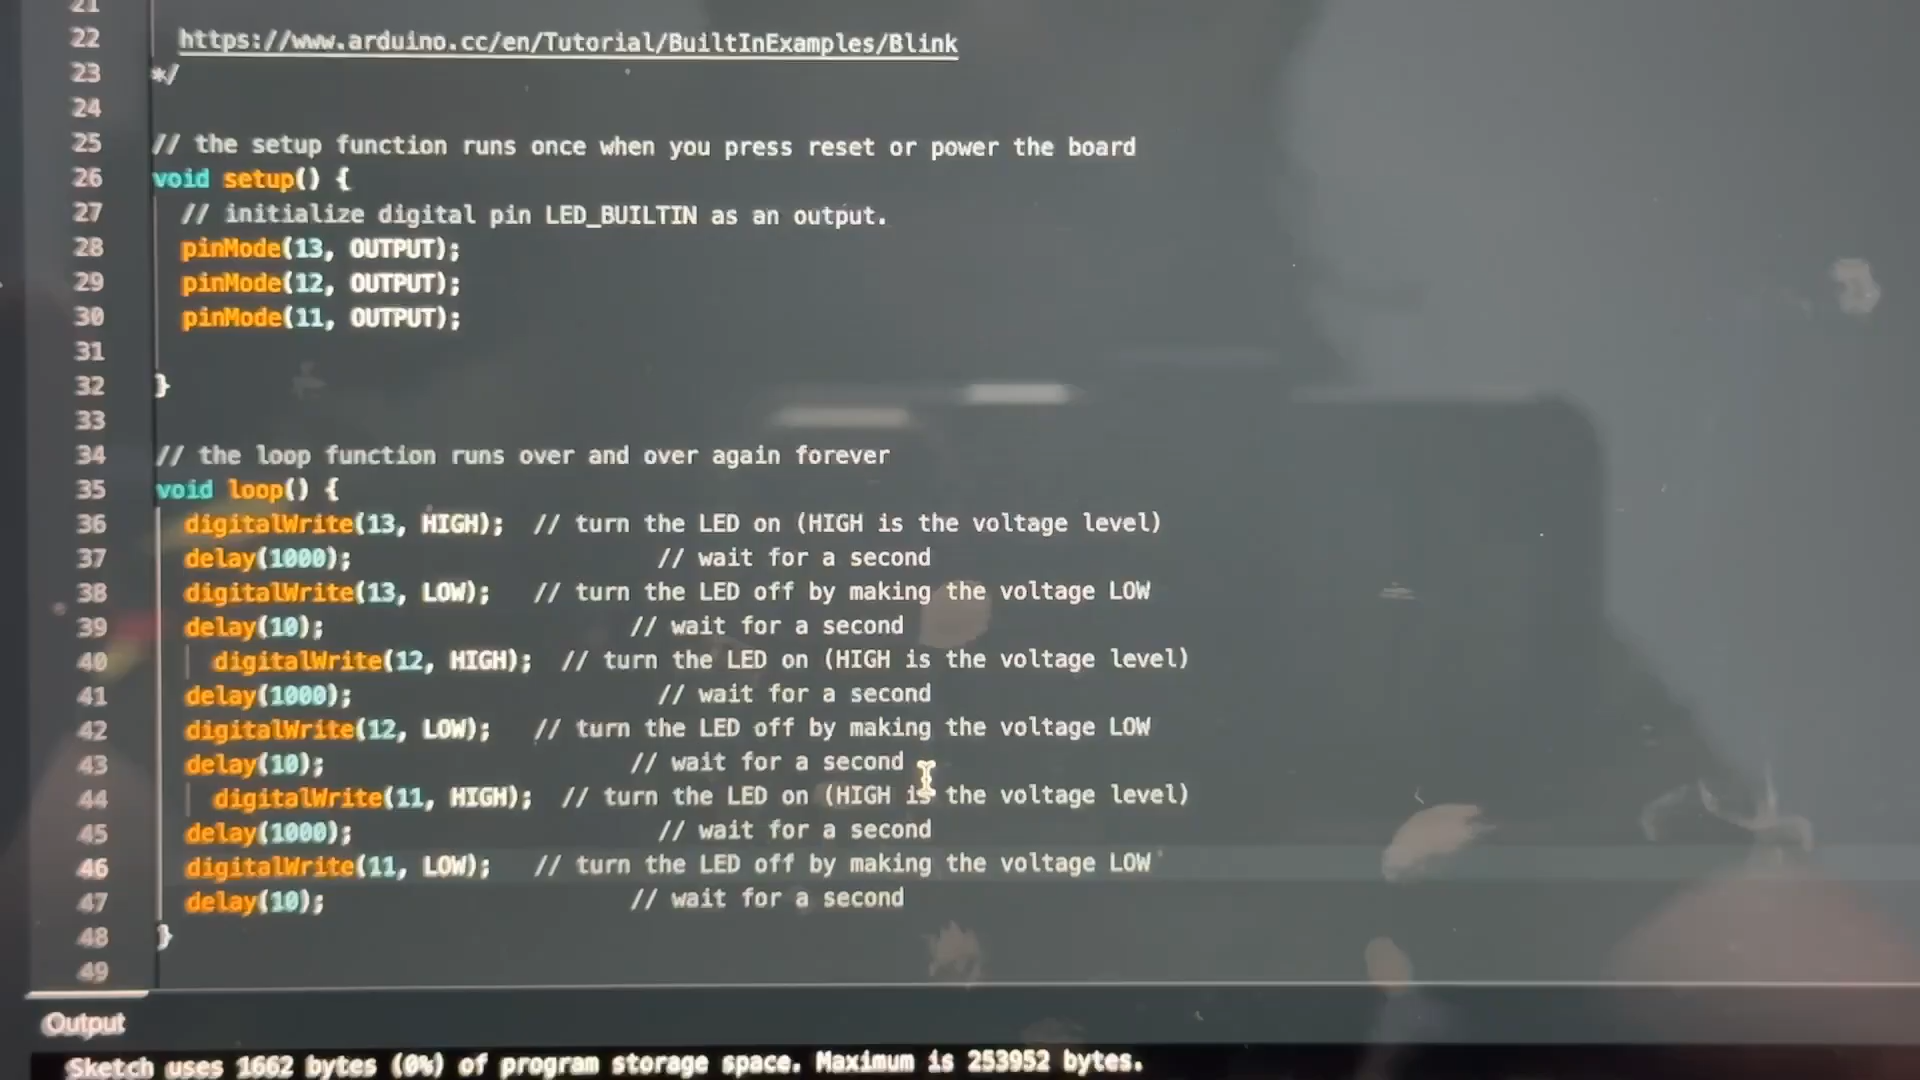 21
22 https://www.arduino.cc/en/Tutorial/BuiltInExamples/Blink
23 */
24
25 // the setup function runs once when you press reset or power the board
26 void setup() {
27 // initialize digital pin LED_BUILTIN as an output.
28 pinMode(13, OUTPUT);
29 pinMode(12, OUTPUT);
30 pinMode(11, OUTPUT);
31
32 }
33
34 // the loop function runs over and over again forever
35 void loop() {
36 digitalWrite(13, HIGH); // turn the LED on (HIGH is the voltage level)
37 delay(1000); // wait for a second
38 digitalWrite(13, LOW); // turn the LED off by making the voltage LOW
39 delay(10); // wait for a second
40 digitalWrite(12, HIGH); // turn the LED on (HIGH is the voltage level)
41 delay(1000); // wait for a second
42 digitalWrite(12, LOW); // turn the LED off by making the voltage LOW
43 delay(10); // wait for a second
44 digitalWrite(11, HIGH); // turn the LED on (HIGH is the voltage level)
45 delay(1000); // wait for a second
46 digitalWrite(11, LOW); // turn the LED off by making the voltage LOW
47 delay(10); // wait for a second
48 }
49
Output
Sketch uses 1662 bytes (0%) of program storage space. Maximum is 253952 bytes.